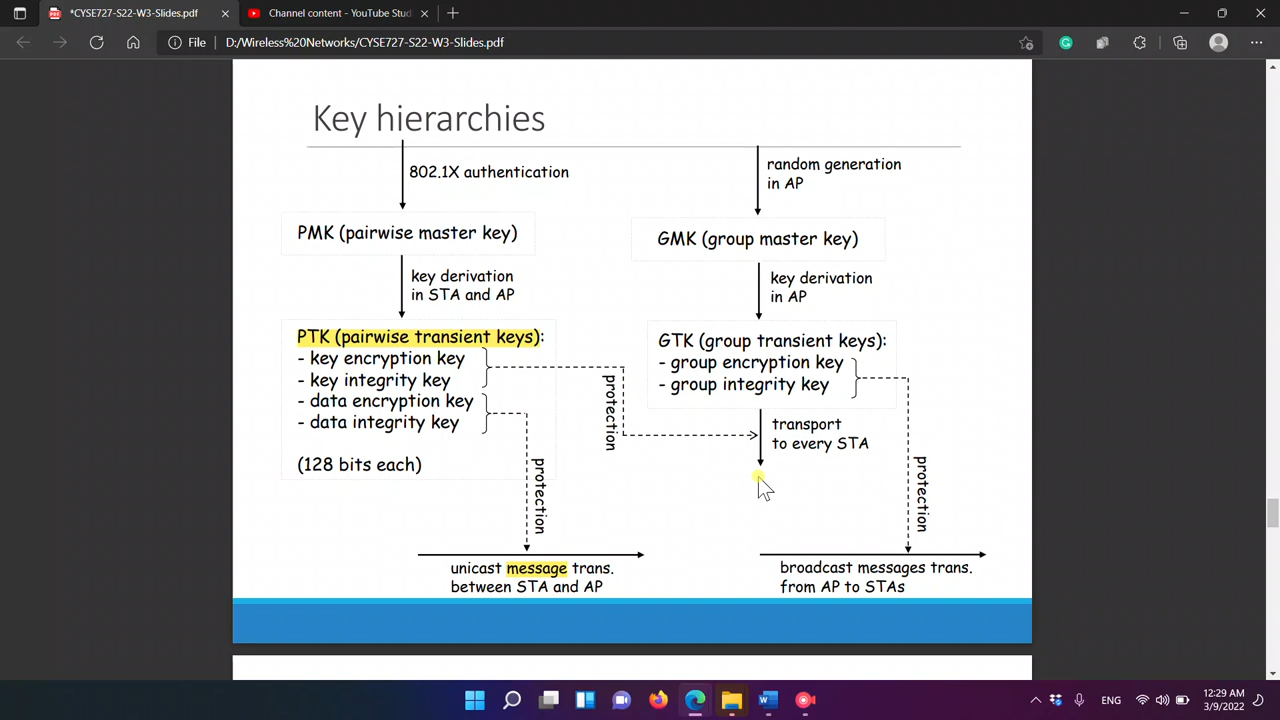 *CYSE727-S22-W3-Slides.pdf
Channel content - YouTube Stud
File
D:/Wireless%20Networks/CYSE727-S22-W3-Slides.pdf
Key hierarchies
802.1X authentication
PMK (pairwise master key)
key derivation
in STA and AP
PTK (pairwise transient keys):
- key encryption key
- key integrity key
- data encryption key
- data integrity key
(128 bits each)
protection
protection
unicast message trans.
between STA and AP
random generation
in AP
GMK (group master key)
key derivation
in AP
GTK (group transient keys):
- group encryption key
- group integrity key
transport
to every STA
protection
broadcast messages trans.
from AP to STAs
ENG
12:29 AM
3/9/2022